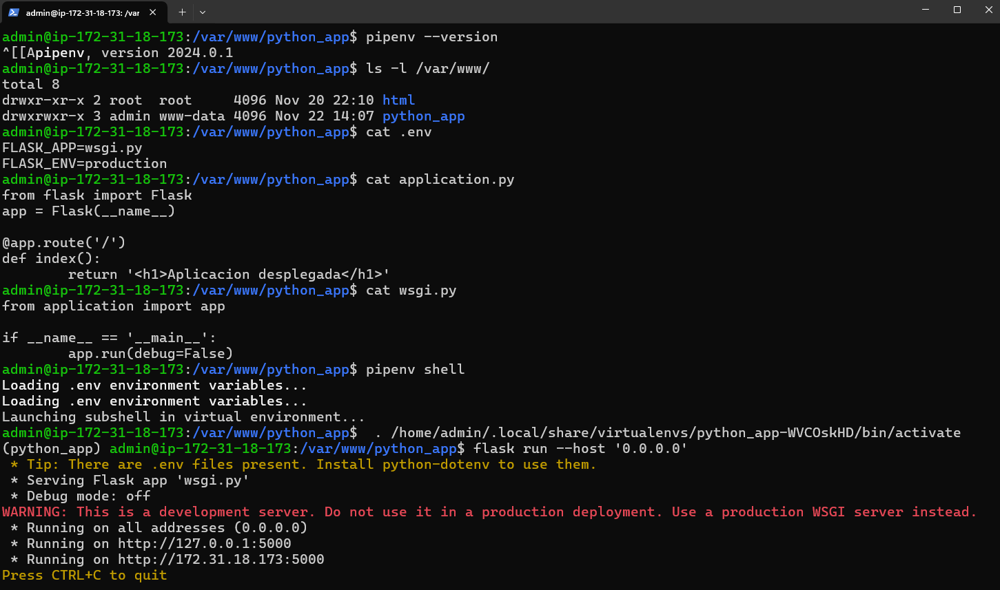 admin@ip-172-31-18-173: /var
admin@ip-172-31-18-173:/var/www/python_app$ pipenv --version
^[[Apipenv, version 2024.0.1
admin@ip-172-31-18-173:/var/www/python_app$ ls -l /var/www/
total 8
drwxr-xr-x 2 root  root     4096 Nov 20 22:10 html
drwxrwxr-x 3 admin www-data 4096 Nov 22 14:07 python_app
admin@ip-172-31-18-173:/var/www/python_app$ cat .env
FLASK_APP=wsgi.py
FLASK_ENV=production
admin@ip-172-31-18-173:/var/www/python_app$ cat application.py
from flask import Flask
app = Flask(__name__)

@app.route('/')
def index():
        return '<h1>Aplicacion desplegada</h1>'
admin@ip-172-31-18-173:/var/www/python_app$ cat wsgi.py
from application import app

if __name__ == '__main__':
        app.run(debug=False)
admin@ip-172-31-18-173:/var/www/python_app$ pipenv shell
Loading .env environment variables...
Loading .env environment variables...
Launching subshell in virtual environment...
admin@ip-172-31-18-173:/var/www/python_app$  . /home/admin/.local/share/virtualenvs/python_app-WVCOskHD/bin/activate
(python_app) admin@ip-172-31-18-173:/var/www/python_app$ flask run --host '0.0.0.0'
 * Tip: There are .env files present. Install python-dotenv to use them.
 * Serving Flask app 'wsgi.py'
 * Debug mode: off
WARNING: This is a development server. Do not use it in a production deployment. Use a production WSGI server instead.
 * Running on all addresses (0.0.0.0)
 * Running on http://127.0.0.1:5000
 * Running on http://172.31.18.173:5000
Press CTRL+C to quit